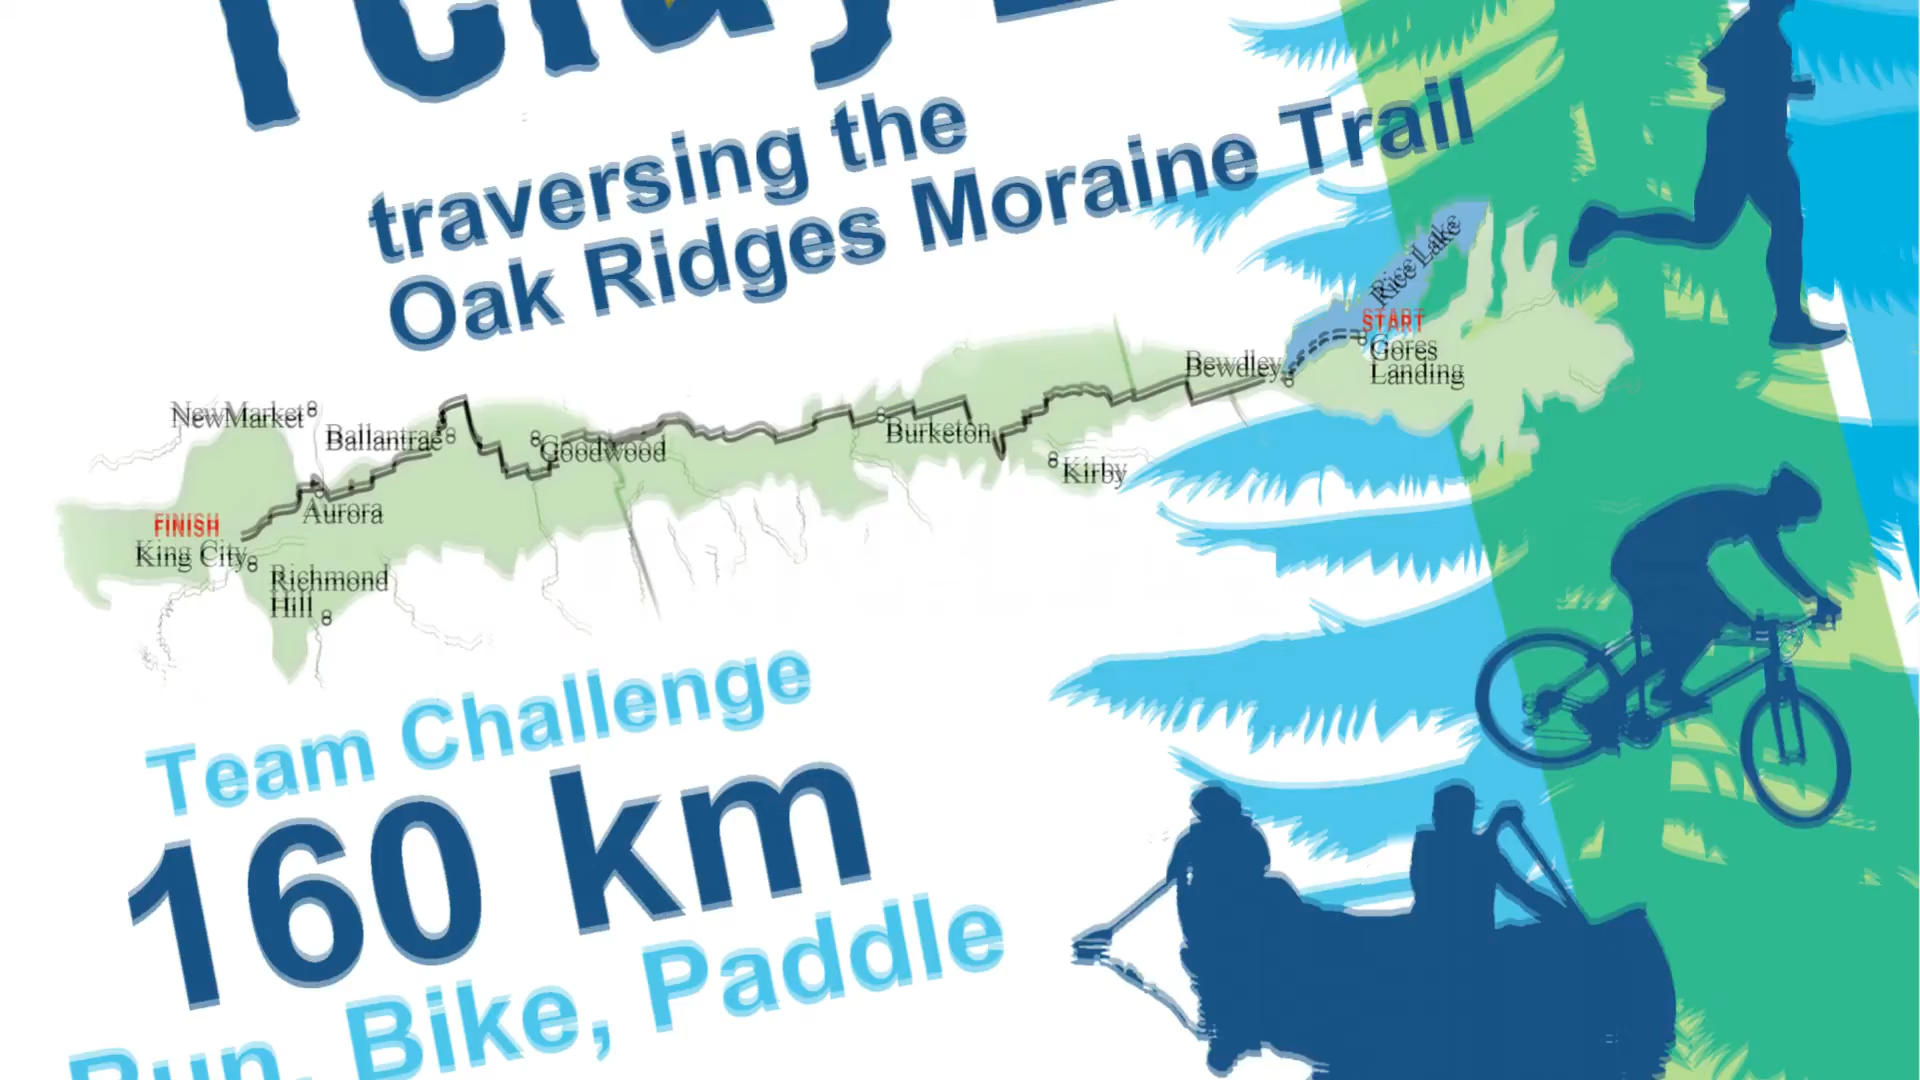 traversing the
Oak Ridges Moraine Trail
Rice Lake
START
Gores
Landing
Bewdley
NewMarket
Ballantrae
Goodwood
Burketon
Kirby
Aurora
FINISH
King City
Richmond
Hill
Team Challenge
160 km
Run, Bike, Paddle